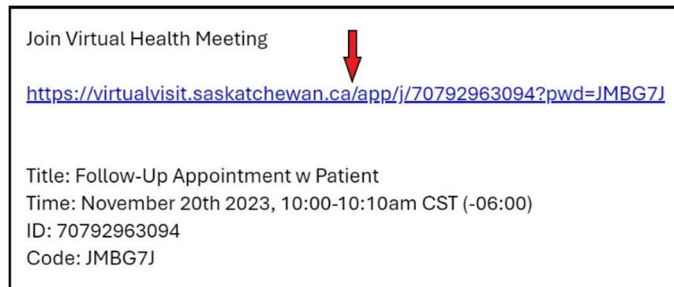 Join Virtual Health Meeting
https://virtualvisit.saskatchewan.ca/app/j/70792963094?pwd=JMBG7J
Title: Follow-Up Appointment w Patient
Time: November 20th 2023, 10:00-10:10am CST (-06:00)
ID: 70792963094
Code: JMBG7J